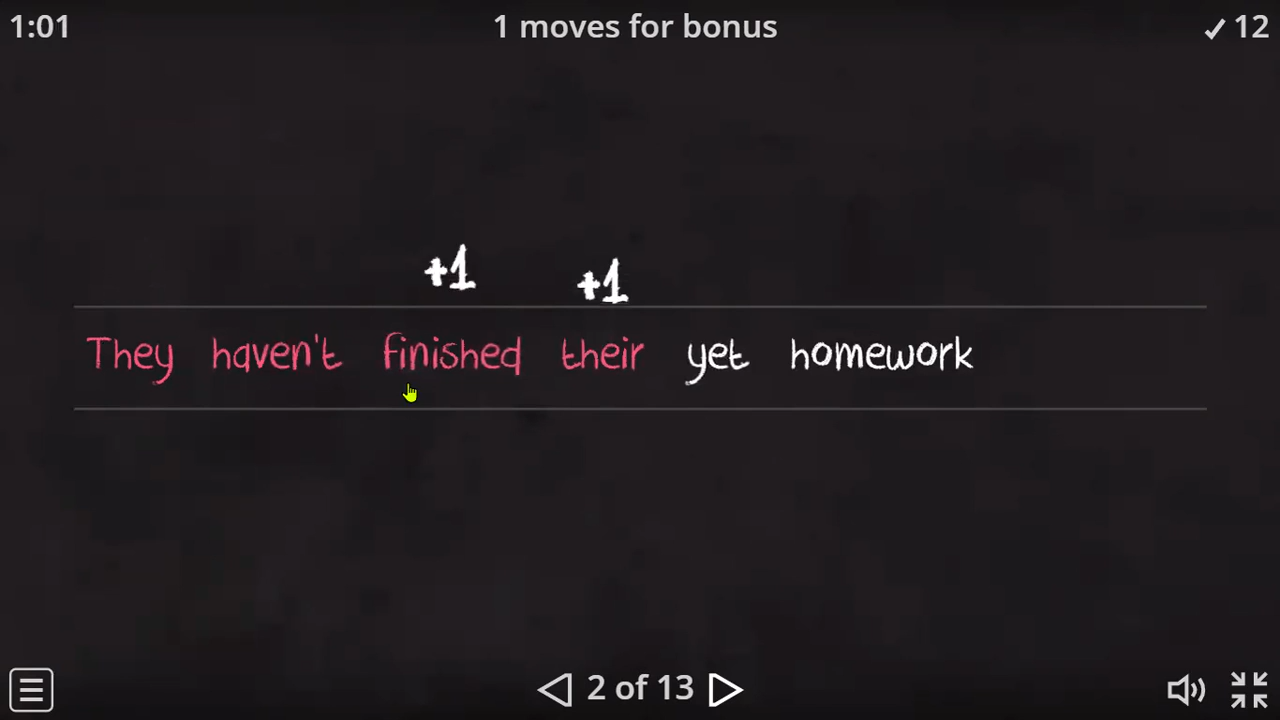 1:01 1 moves for bonus ✓ 12
+1 +1
They haven't finished their yet homework
2 of 13